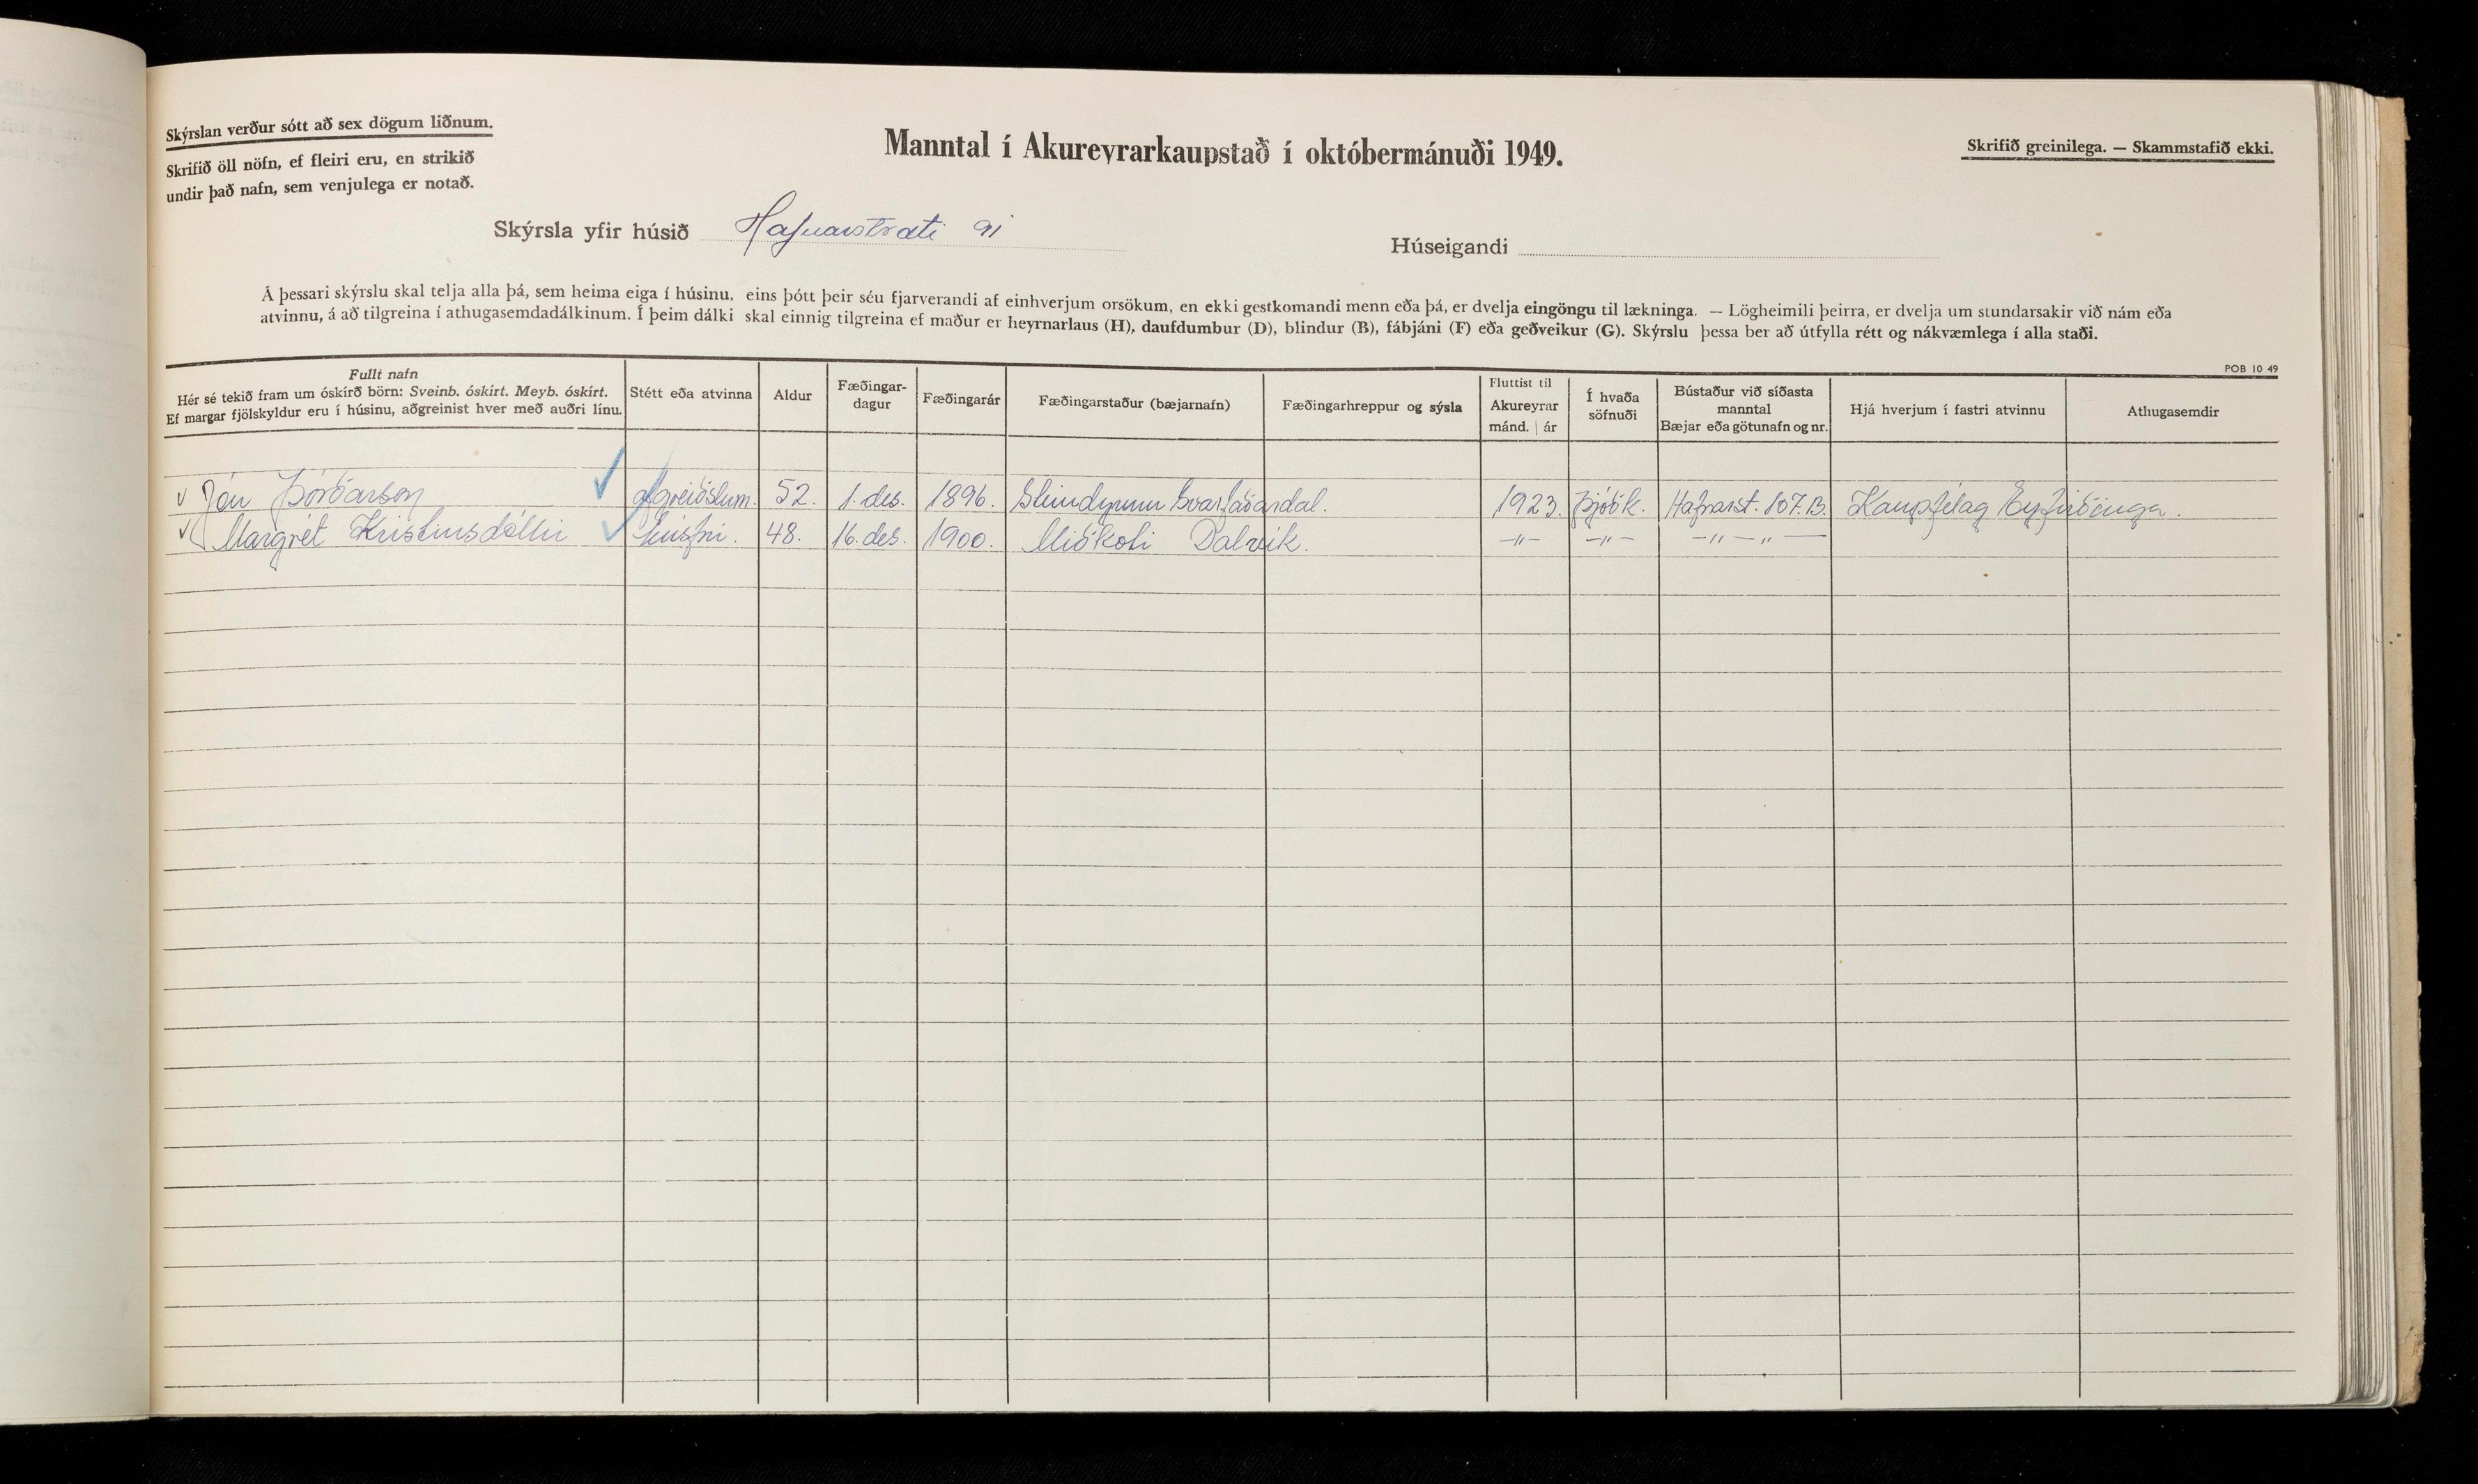 Skýrslan verður sótt að sex dögum liðnum.
Skrifið öll nöfn, ef fleiri eru, en strikið
undir það nafn, sem venjulega er notað.
Manntal í Akureyrarkaupstað í októbermánuði 1949.
Skrifið greinilega. — Skammstafið ekki.
Skýrsla yfir húsið Hafnarstræti 91
Húseigandi
Á þessari skýrslu skal telja alla þá, sem heima eiga í húsinu, eins þótt þeir séu fjarverandi af einhverjum orsökum, en ekki gestkomandi menn eða þá, er dvelja eingöngu til lækninga. — Lögheimili þeirra, er dvelja um stundarsakir við nám eða
atvinnu, á að tilgreina í athugasemdadálkinum. Í þeim dálki skal einnig tilgreina ef maður er heyrnarlaus (H), daufdumbur (D), blindur (B), fábjáni (F) eða geðveikur (G). Skýrslu þessa ber að útfylla rétt og nákvæmlega í alla staði.
POB 10 49
Fullt nafn
Hér sé tekið fram um óskírð börn: Sveinb. óskírt. Meyb. óskírt.
Ef margar fjölskyldur eru í húsinu, aðgreinist hver með auðri línu.
Stétt eða atvinna
Aldur
Fæðingar-
dagur
Fæðingarár
Fæðingarstaður (bæjarnafn)
Fæðingarhreppur og sýsla
Fluttist til
Akureyrar
mánd. | ár
Í hvaða
söfnuði
Bústaður við síðasta
manntal
Bæjar eða götunafn og nr.
Hjá hverjum í fastri atvinnu
Athugasemdir
Jón Þórðarson afgreiðslum. 52. 1. des. 1896. Steindyrum Svarfaðardal. 1923. Þjóðk. Hafnarst. 107.B. Kaupfélag Eyfirðinga.
Margrét Kristinsdóttir húsfrú. 48. 16. des. 1900. Miðkoti Dalvík. —〃— —〃— —〃—〃—